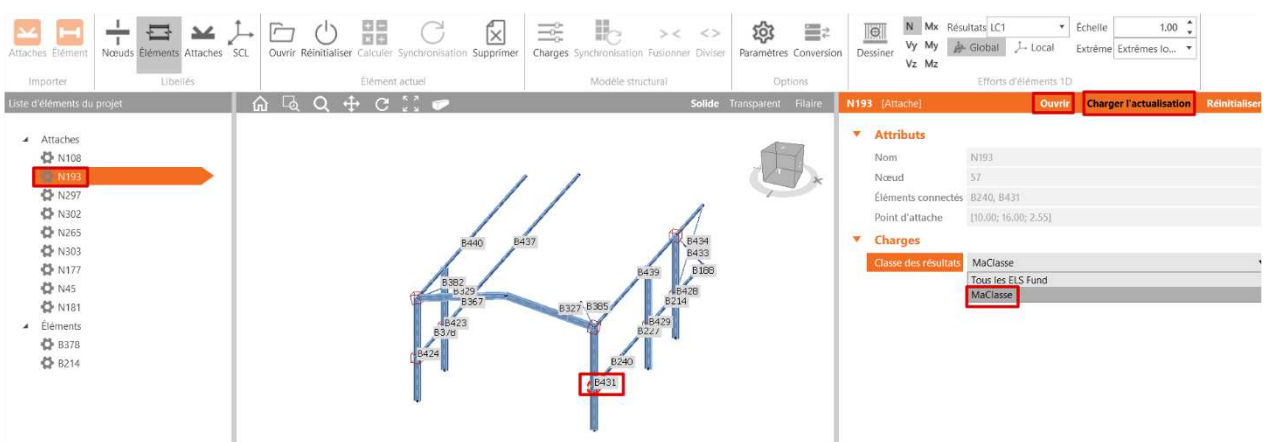 Attaches Élément
Nœuds Éléments Attaches SCL
Ouvrir Réinitialiser Calculer Synchronisation Supprimer
Charges Synchronisation Fusionner Diviser
Paramètres Conversion
Dessiner
N Mx Résultats LC1 Échelle 1.00
Vy My Global Local Extrême Extrêmes lo...
Vz Mz
Importer Libellés Élément actuel Modèle structural Options Efforts d'éléments 1D
Liste d'éléments du projet
Solide Transparent Filaire
N193 [Attache] Ouvrir Charger l'actualisation Réinitialiser
Attaches
N108
N193
N297
N302
N265
N303
N177
N45
N181
Éléments
B378
B214
B440 B437
B382
B329
B367
B423
B378
B424
B327 B385
B439
B434
B433
B188
B428
B214
B429
B227
B240
B431
Attributs
Nom N193
Nœud 57
Éléments connectés B240, B431
Point d'attache [10.00; 16.00; 2.55]
Charges
Classe des résultats MaClasse
Tous les ELS Fund
MaClasse